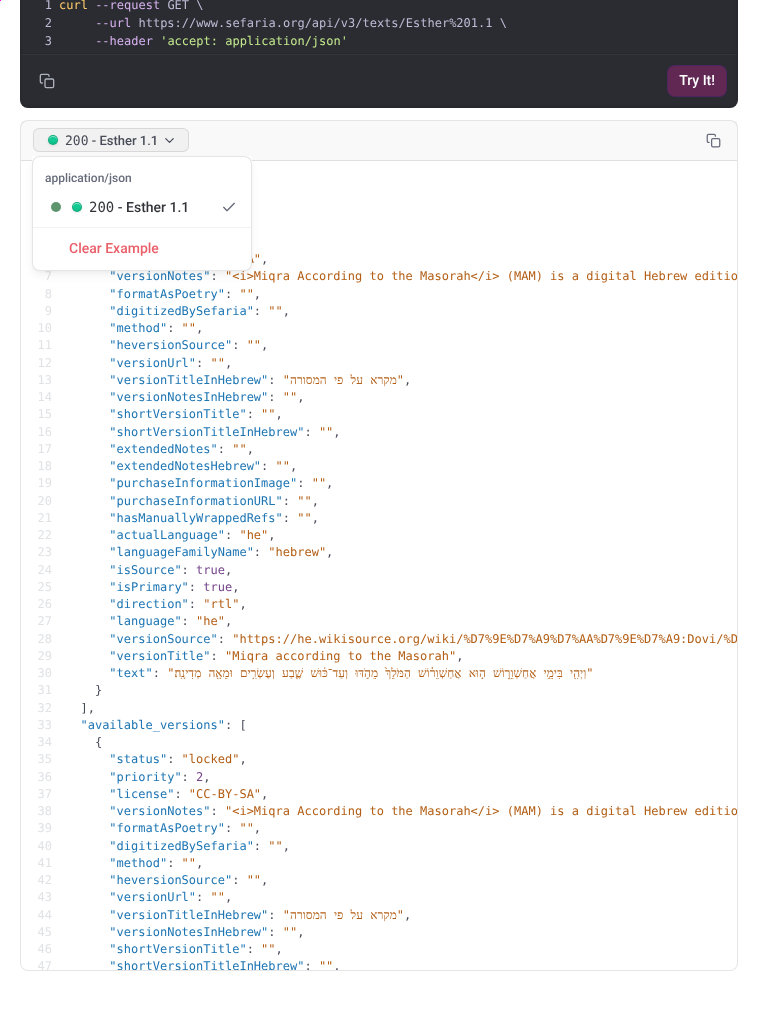 1 curl --request GET \
2 --url https://www.sefaria.org/api/v3/texts/Esther%201.1 \
3 --header 'accept: application/json'
Try It!
200 - Esther 1.1
application/json
200 - Esther 1.1
Clear Example
",
7 "versionNotes": "<i>Miqra According to the Masorah</i> (MAM) is a digital Hebrew editio
8 "formatAsPoetry": "",
9 "digitizedBySefaria": "",
10 "method": "",
11 "heversionSource": "",
12 "versionUrl": "",
13 "versionTitleInHebrew": "מקרא על פי המסורה",
14 "versionNotesInHebrew": "",
15 "shortVersionTitle": "",
16 "shortVersionTitleInHebrew": "",
17 "extendedNotes": "",
18 "extendedNotesHebrew": "",
19 "purchaseInformationImage": "",
20 "purchaseInformationURL": "",
21 "hasManuallyWrappedRefs": "",
22 "actualLanguage": "he",
23 "languageFamilyName": "hebrew",
24 "isSource": true,
25 "isPrimary": true,
26 "direction": "rtl",
27 "language": "he",
28 "versionSource": "https://he.wikisource.org/wiki/%D7%9E%D7%A9%D7%AA%D7%9E%D7%A9:Dovi/%D
29 "versionTitle": "Miqra according to the Masorah",
30 "text": "וַיְהִ֖י בִּימֵ֣י אֲחַשְׁוֵר֑וֹשׁ ה֣וּא אֲחַשְׁוֵר֗וֹשׁ הַמֹּלֵךְ֙ מֵהֹ֣דּוּ וְעַד־כּ֔וּשׁ שֶׁ֛בַע וְעֶשְׂרִ֥ים וּמֵאָ֖ה מְדִינָֽה׃"
31 }
32 ],
33 "available_versions": [
34 {
35 "status": "locked",
36 "priority": 2,
37 "license": "CC-BY-SA",
38 "versionNotes": "<i>Miqra According to the Masorah</i> (MAM) is a digital Hebrew editio
39 "formatAsPoetry": "",
40 "digitizedBySefaria": "",
41 "method": "",
42 "heversionSource": "",
43 "versionUrl": "",
44 "versionTitleInHebrew": "מקרא על פי המסורה",
45 "versionNotesInHebrew": "",
46 "shortVersionTitle": "",
47 "shortVersionTitleInHebrew": "",